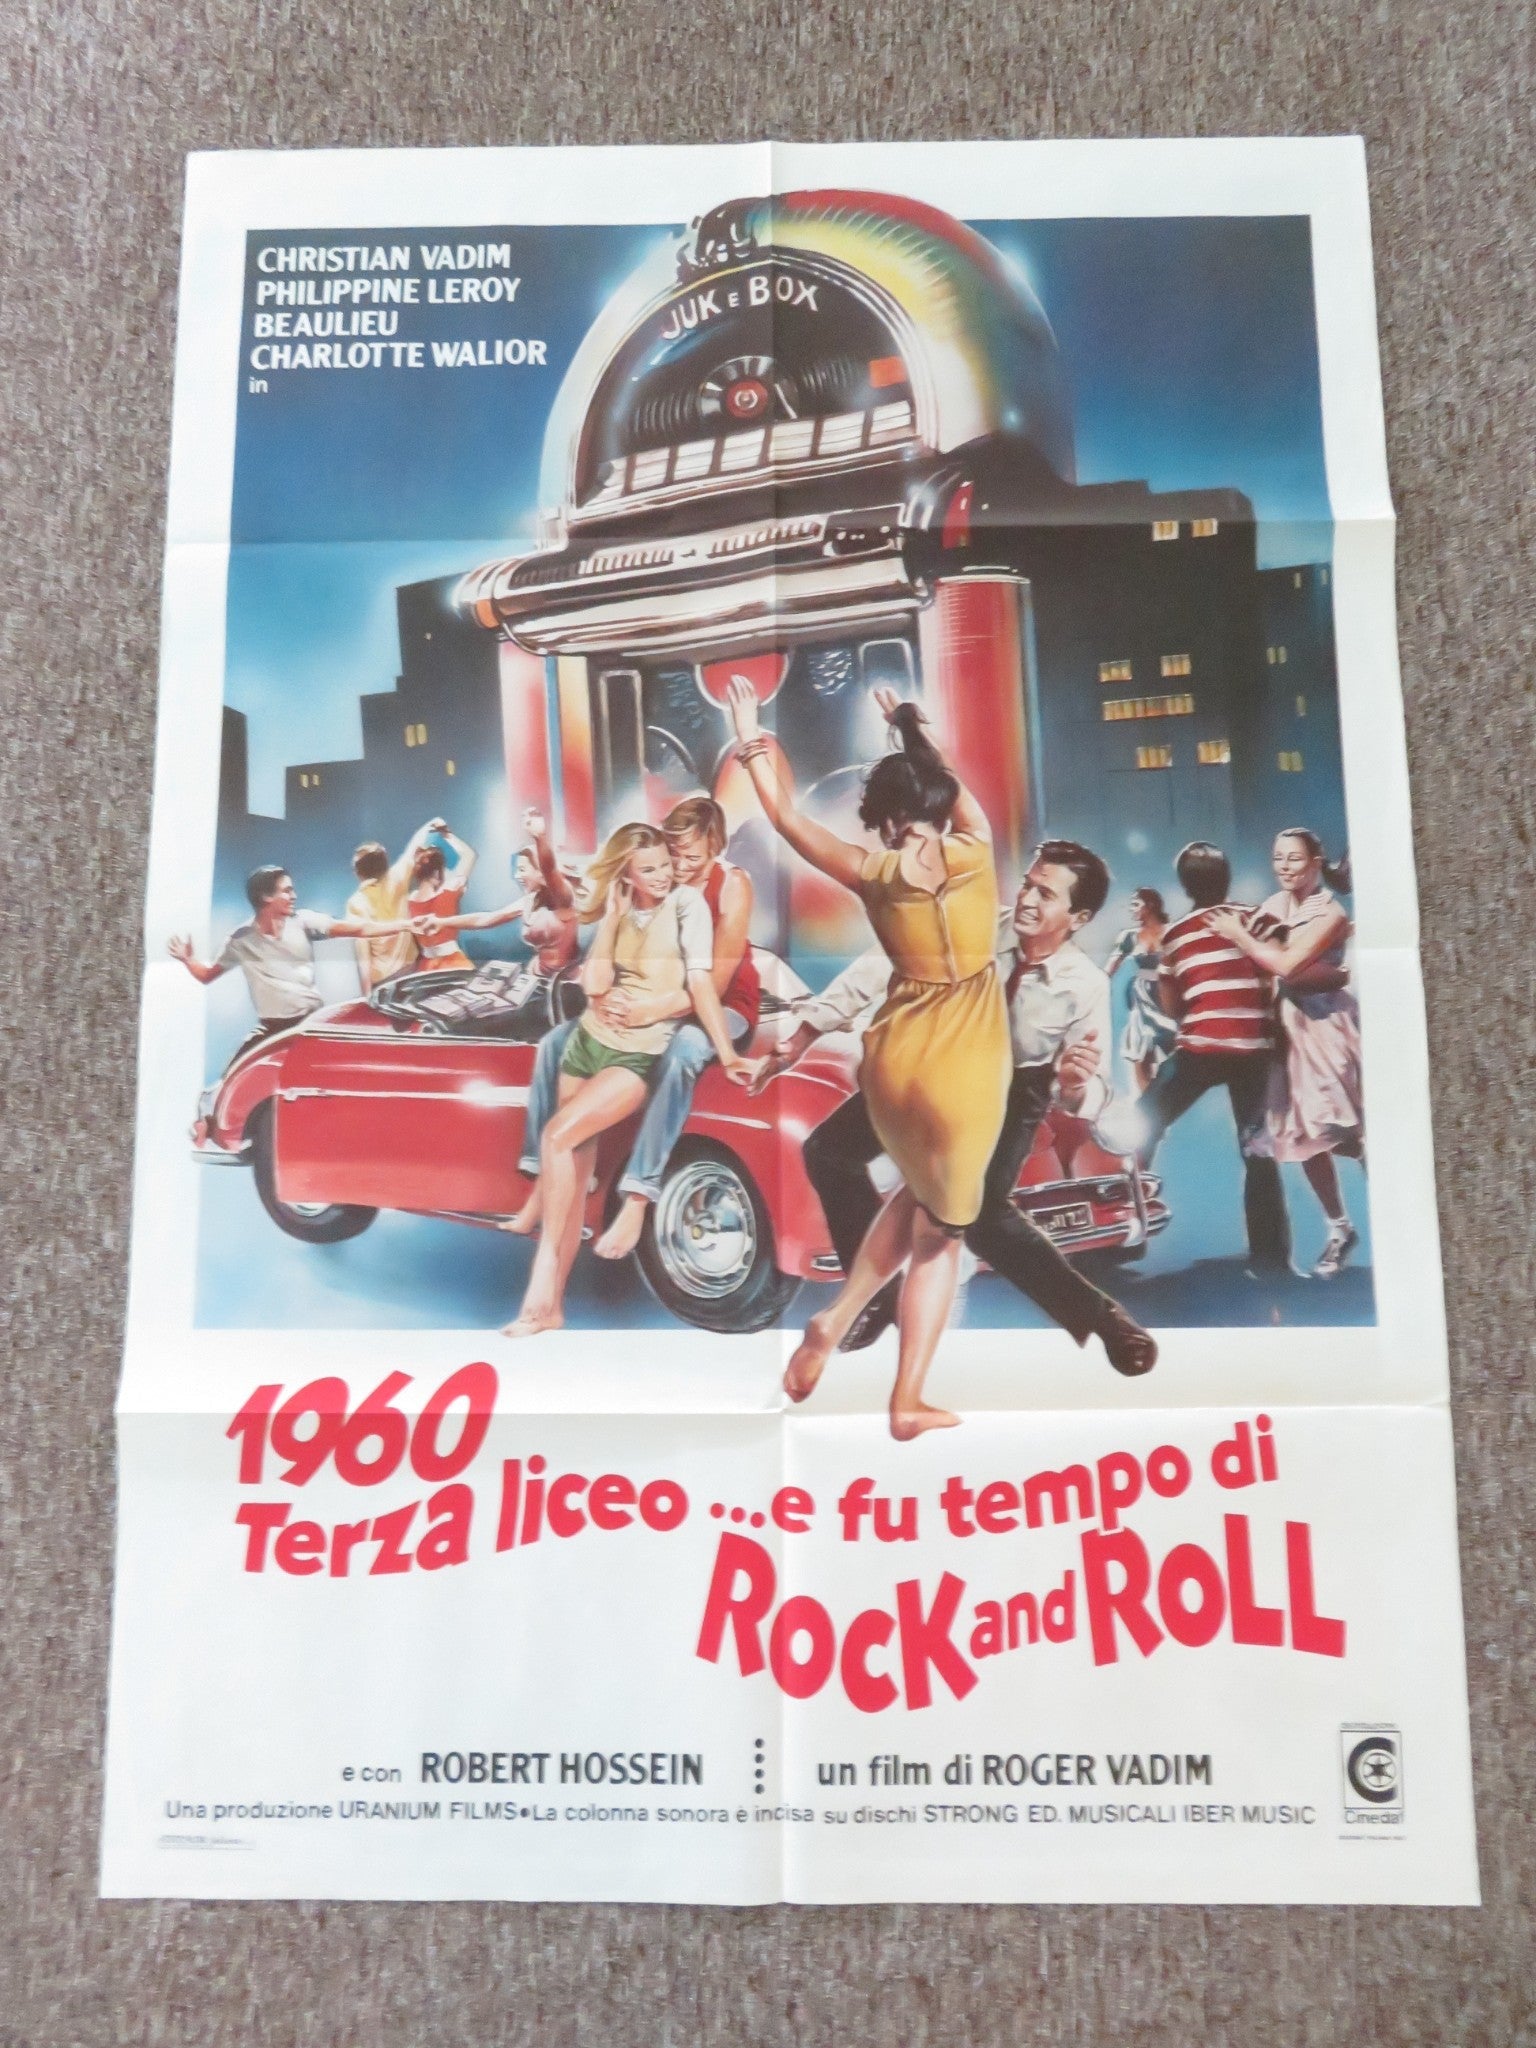 CHRISTIAN VADIM
PHILIPPINE LEROY
BEAULIEU
CHARLOTTE WALIOR
in
JUKE BOX
1960
Terza liceo ...e fu tempo di
ROCK and ROLL
e con ROBERT HOSSEIN
un film di ROGER VADIM
Una produzione URANIUM FILMS • La colonna sonora è incisa su dischi STRONG ED. MUSICALI IBER MUSIC
Cinedaf